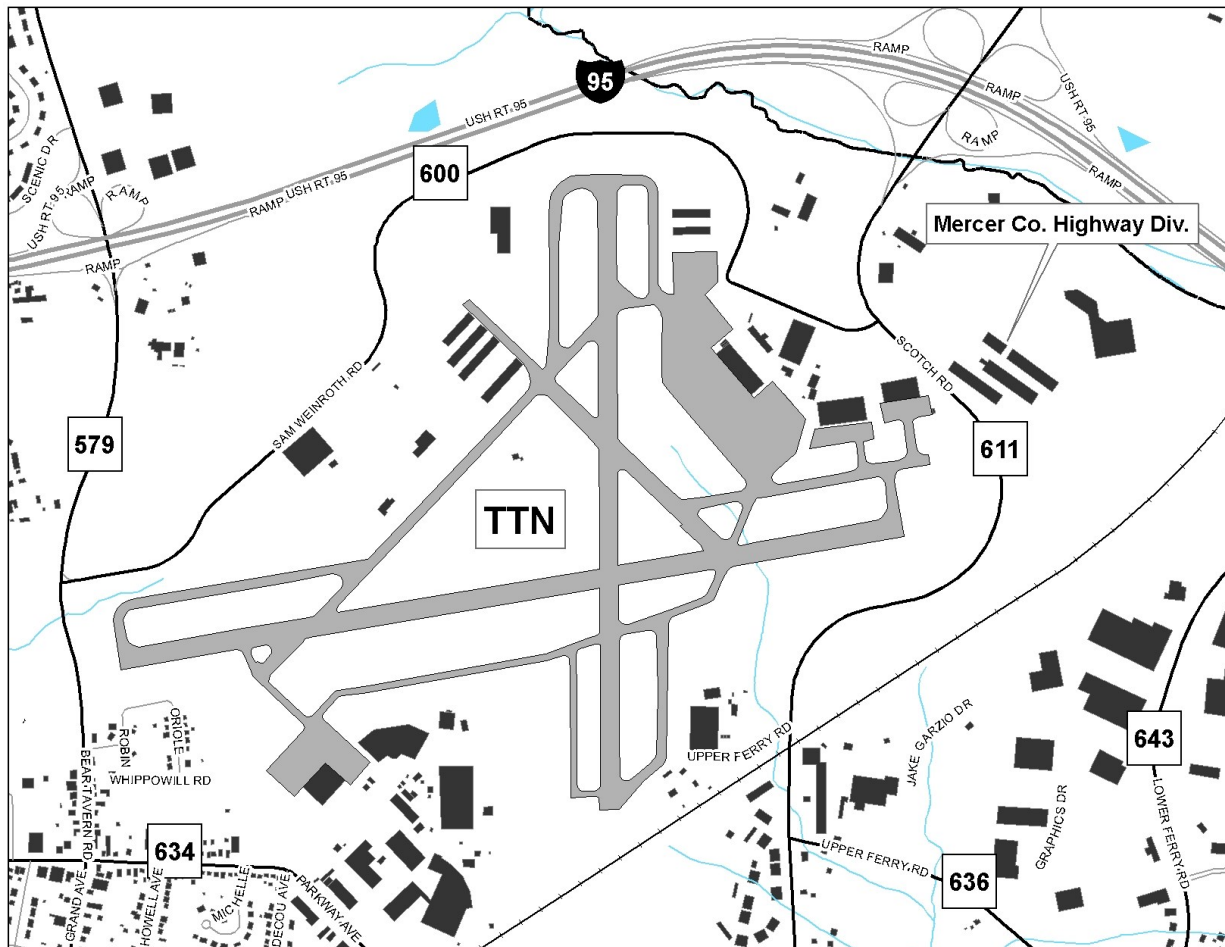 RAMP
95
USH RT 95
RAMP
USH RT 95
RAMP
SCENIC DR
600
USH RT 95
RAMP
RAMP
USH RT 95
RAMP
RAMP
RAMP
Mercer Co. Highway Div.
SCOTCH RD
SAM WEINROTH RD
579
611
TTN
ORIOLE
ROBIN
WHIPPOWILL RD
BEAR TAVERN RD
UPPER FERRY RD
JAKE GARZIO DR
643
GRAPHICS DR
LOWER FERRY RD
634
UPPER FERRY RD
636
GRAND AVE
HOWELL AVE
MICHELLE
DECOU AVE
PARKWAY AVE